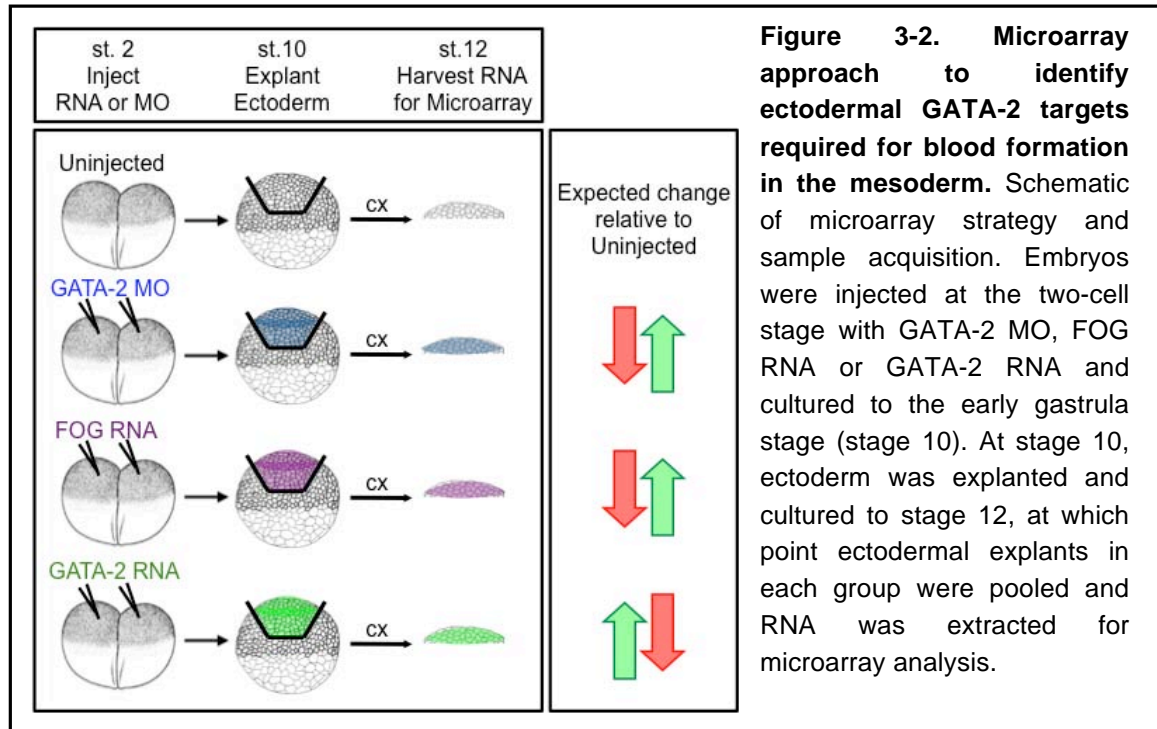 st. 2
Inject
RNA or MO
st.10
Explant
Ectoderm
st.12
Harvest RNA
for Microarray
Uninjected
cx
GATA-2 MO
cx
FOG RNA
cx
GATA-2 RNA
cx
Expected change
relative to
Uninjected
Figure 3-2. Microarray
approach to identify
ectodermal GATA-2 targets
required for blood formation
in the mesoderm. Schematic
of microarray strategy and
sample acquisition. Embryos
were injected at the two-cell
stage with GATA-2 MO, FOG
RNA or GATA-2 RNA and
cultured to the early gastrula
stage (stage 10). At stage 10,
ectoderm was explanted and
cultured to stage 12, at which
point ectodermal explants in
each group were pooled and
RNA was extracted for
microarray analysis.